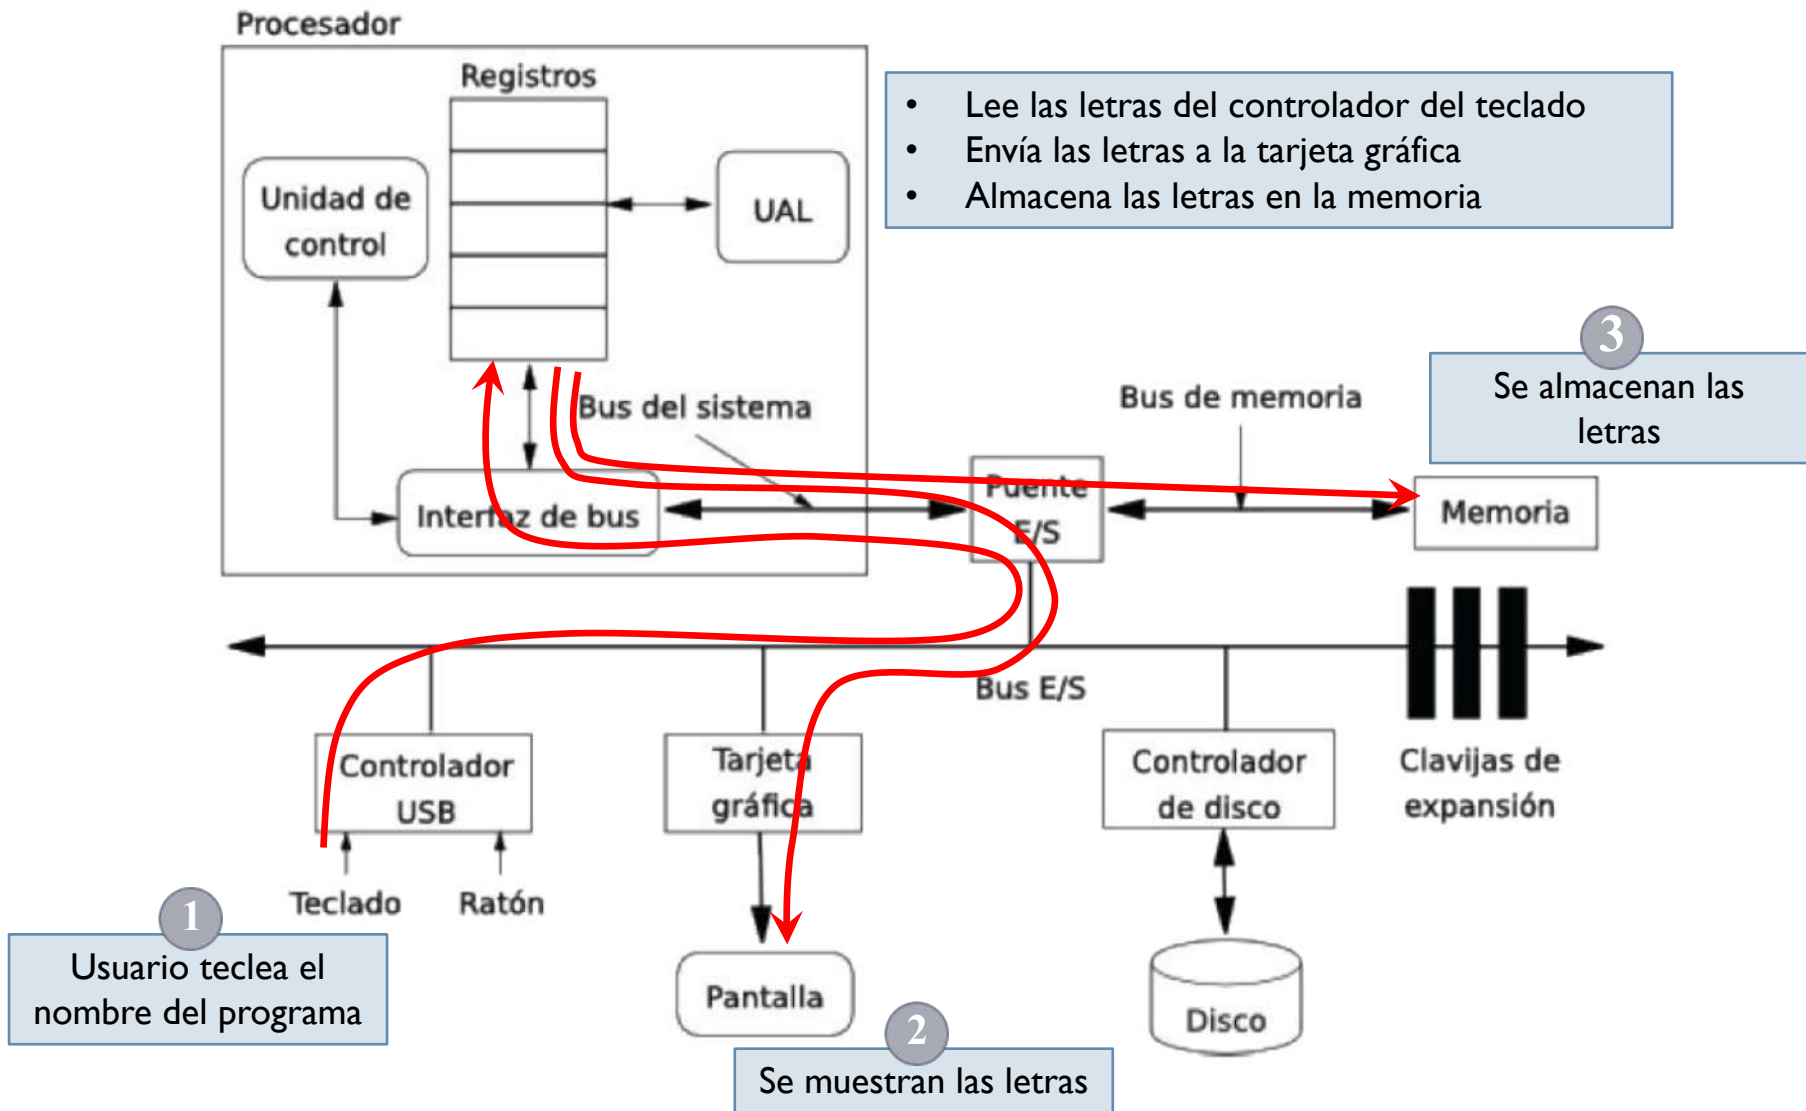 Procesador
Registros
Unidad de
control
UAL
• Lee las letras del controlador del teclado
• Envía las letras a la tarjeta gráfica
• Almacena las letras en la memoria
3
Se almacenan las
letras
Bus del sistema
Bus de memoria
Interfaz de bus
Puente
E/S
Memoria
Bus E/S
Controlador
USB
Tarjeta
gráfica
Controlador
de disco
Clavijas de
expansión
Teclado
Ratón
1
Usuario teclea el
nombre del programa
Pantalla
Disco
2
Se muestran las letras